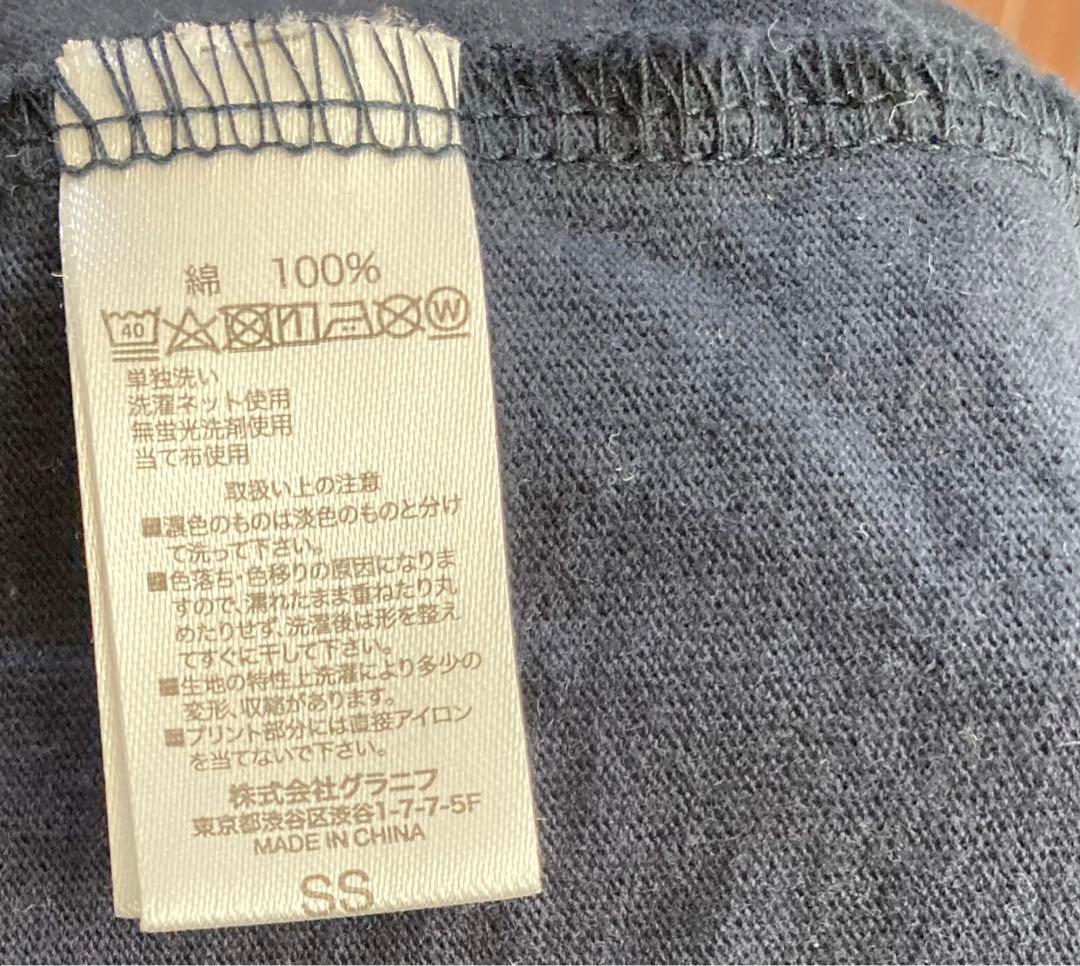 綿 100%
40 W
単独洗い
洗濯ネット使用
無蛍光洗剤使用
当て布使用
取扱い上の注意
■濃色のものは淡色のものと分け
て洗って下さい。
■色落ち・色移りの原因になりま
すので、濡れたまま重ねたり丸
めたりせず、洗濯後は形を整え
てすぐに干して下さい。
■生地の特性上洗濯により多少の
変形、収縮があります。
■プリント部分には直接アイロン
を当てないで下さい。
株式会社グラニフ
東京都渋谷区渋谷1-7-7-5F
MADE IN CHINA
SS